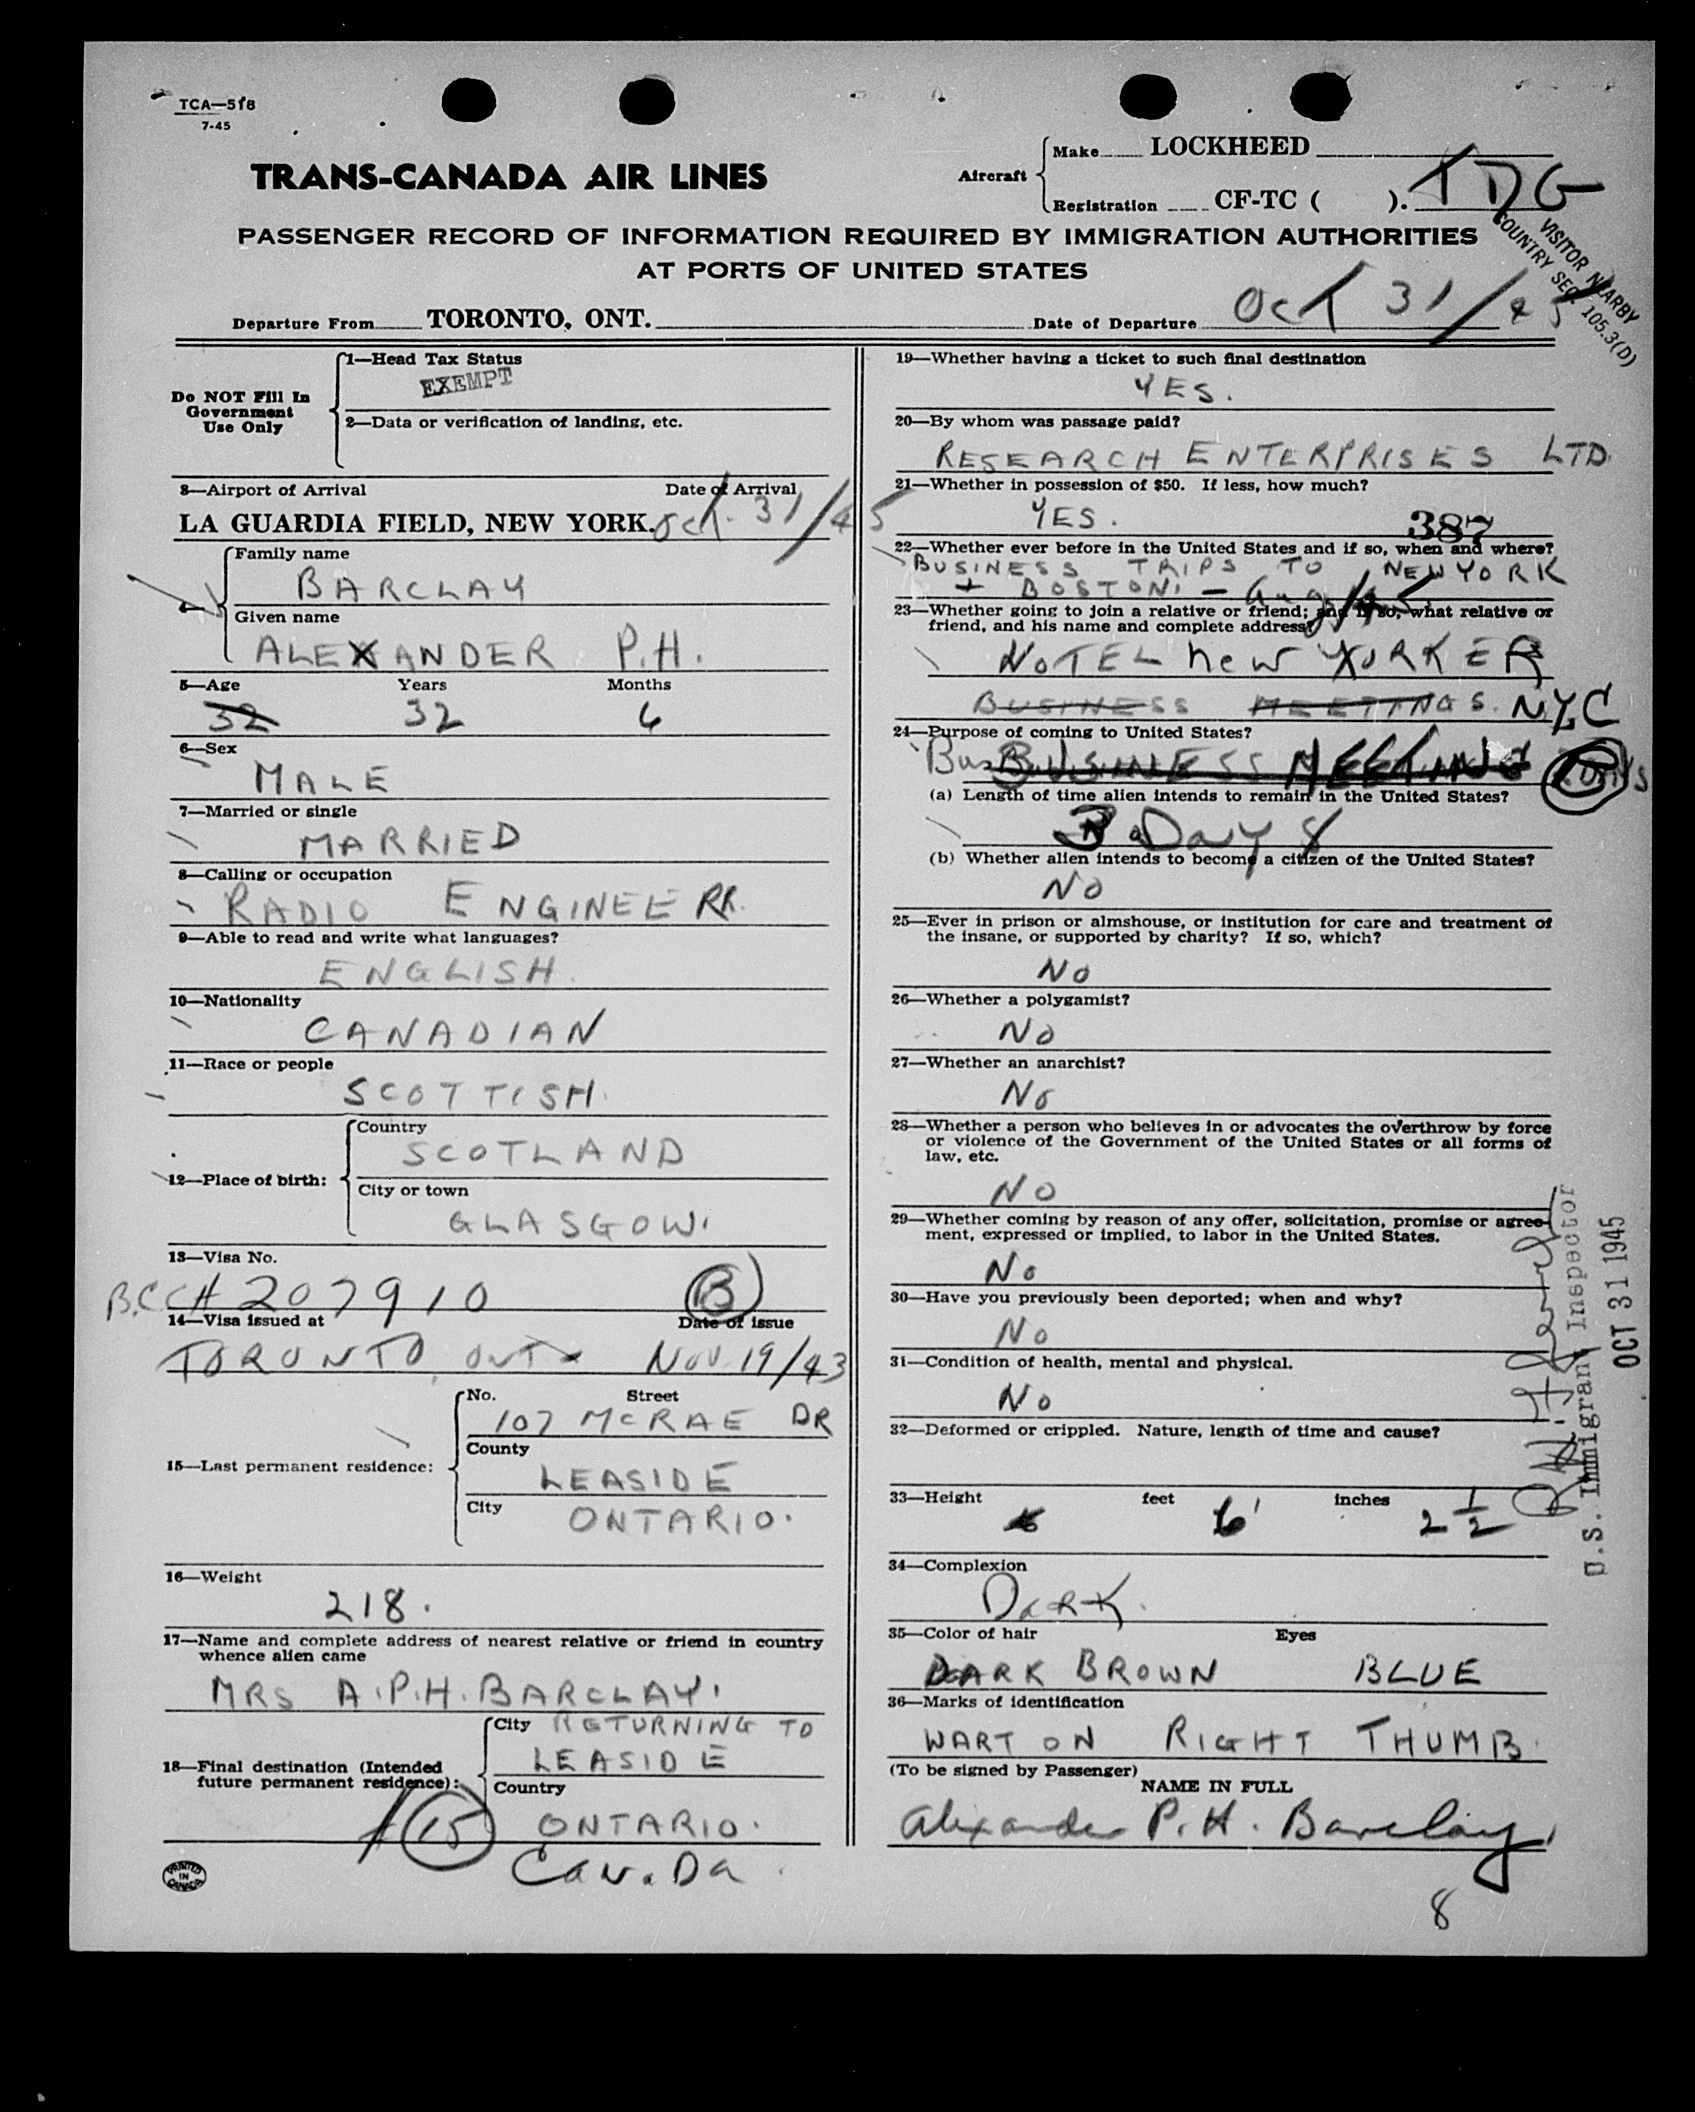 TCA—518
7-45
TRANS-CANADA AIR LINES
Aircraft
Make LOCKHEED
Registration CF-TC ( ). TDG
PASSENGER RECORD OF INFORMATION REQUIRED BY IMMIGRATION AUTHORITIES
AT PORTS OF UNITED STATES
VISITOR NEARBY
COUNTRY SEC. 105.3(D)
Departure From TORONTO, ONT. Date of Departure Oct 31/45
Do NOT Fill In
Government
Use Only
1—Head Tax Status
EXEMPT
2—Data or verification of landing, etc.
3—Airport of Arrival Date of Arrival
LA GUARDIA FIELD, NEW YORK. Oct. 31/45
4—
Family name
BARCLAY
Given name
ALEXANDER P.H.
5—Age Years Months
32 32 6
6—Sex
MALE
7—Married or single
MARRIED
8—Calling or occupation
RADIO ENGINEER.
9—Able to read and write what languages?
ENGLISH.
10—Nationality
CANADIAN
11—Race or people
SCOTTISH.
12—Place of birth:
Country
SCOTLAND
City or town
GLASGOW.
13—Visa No.
B.C.C# 207910 B
14—Visa issued at Date of issue
TORONTO ONT Nov. 19/43
15—Last permanent residence:
No. Street
107 McRAE DR
County
LEASIDE
City
ONTARIO.
16—Weight
218.
17—Name and complete address of nearest relative or friend in country
whence alien came
MRS A.P.H. BARCLAY.
18—Final destination (Intended
future permanent residence):
City RETURNING TO
LEASIDE
Country
ONTARIO.
15
Can.Da
PRINTED
IN
CANADA
19—Whether having a ticket to such final destination
YES.
20—By whom was passage paid?
RESEARCH ENTERPRISES LTD.
21—Whether in possession of $50. If less, how much?
YES.
387
22—Whether ever before in the United States and if so, when and where?
BUSINESS TRIPS TO NEW YORK
+ BOSTON. — Aug /45
23—Whether going to join a relative or friend; and if so, what relative or
friend, and his name and complete address?
HOTEL New YORKER
BUSINESS MEETINGS. N.Y.C
24—Purpose of coming to United States?
Bus BUSINESS MEETING
(a) Length of time alien intends to remain in the United States?
3 Days
(b) Whether alien intends to become a citizen of the United States?
No
25—Ever in prison or almshouse, or institution for care and treatment of
the insane, or supported by charity? If so, which?
No
26—Whether a polygamist?
No
27—Whether an anarchist?
No
28—Whether a person who believes in or advocates the overthrow by force
or violence of the Government of the United States or all forms of
law, etc.
No
29—Whether coming by reason of any offer, solicitation, promise or agree-
ment, expressed or implied, to labor in the United States.
No
30—Have you previously been deported; when and why?
No
31—Condition of health, mental and physical.
No
32—Deformed or crippled. Nature, length of time and cause?
33—Height feet inches
6' 2 1/2
34—Complexion
DARK.
35—Color of hair Eyes
DARK BROWN BLUE
36—Marks of identification
WART ON RIGHT THUMB.
(To be signed by Passenger)
NAME IN FULL
Alexander P. H. Barclay
8
U.S. Immigrant Inspector
OCT 31 1945